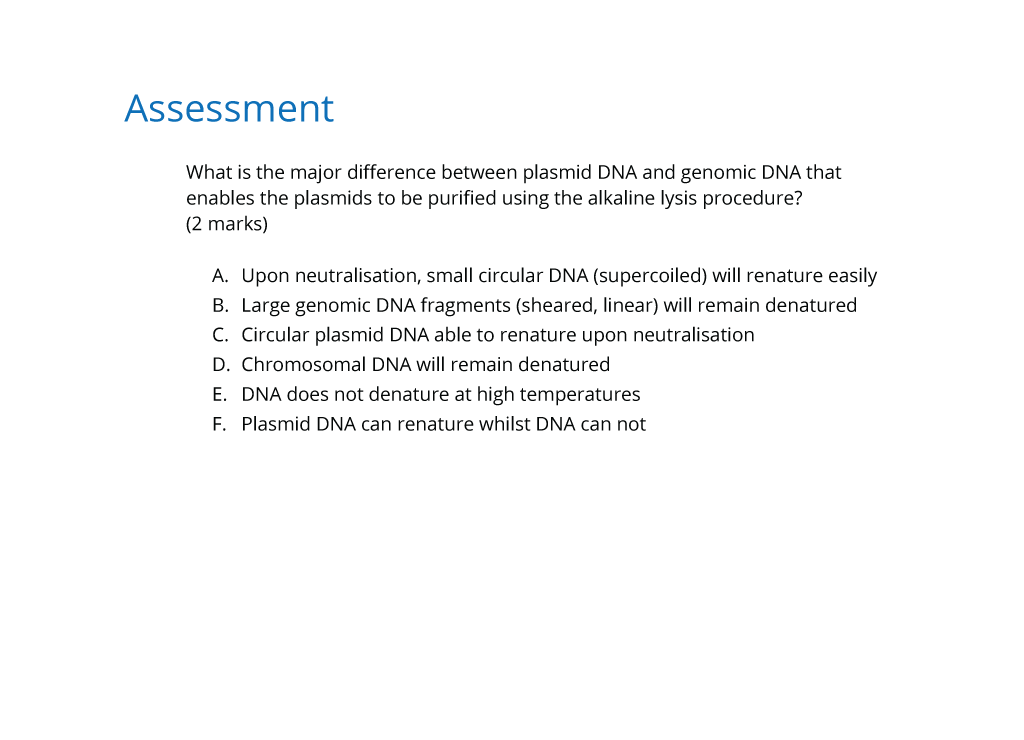 Assessment
What is the major difference between plasmid DNA and genomic DNA that
enables the plasmids to be purified using the alkaline lysis procedure?
(2 marks)
A. Upon neutralisation, small circular DNA (supercoiled) will renature easily
B. Large genomic DNA fragments (sheared, linear) will remain denatured
C. Circular plasmid DNA able to renature upon neutralisation
D. Chromosomal DNA will remain denatured
E. DNA does not denature at high temperatures
F. Plasmid DNA can renature whilst DNA can not